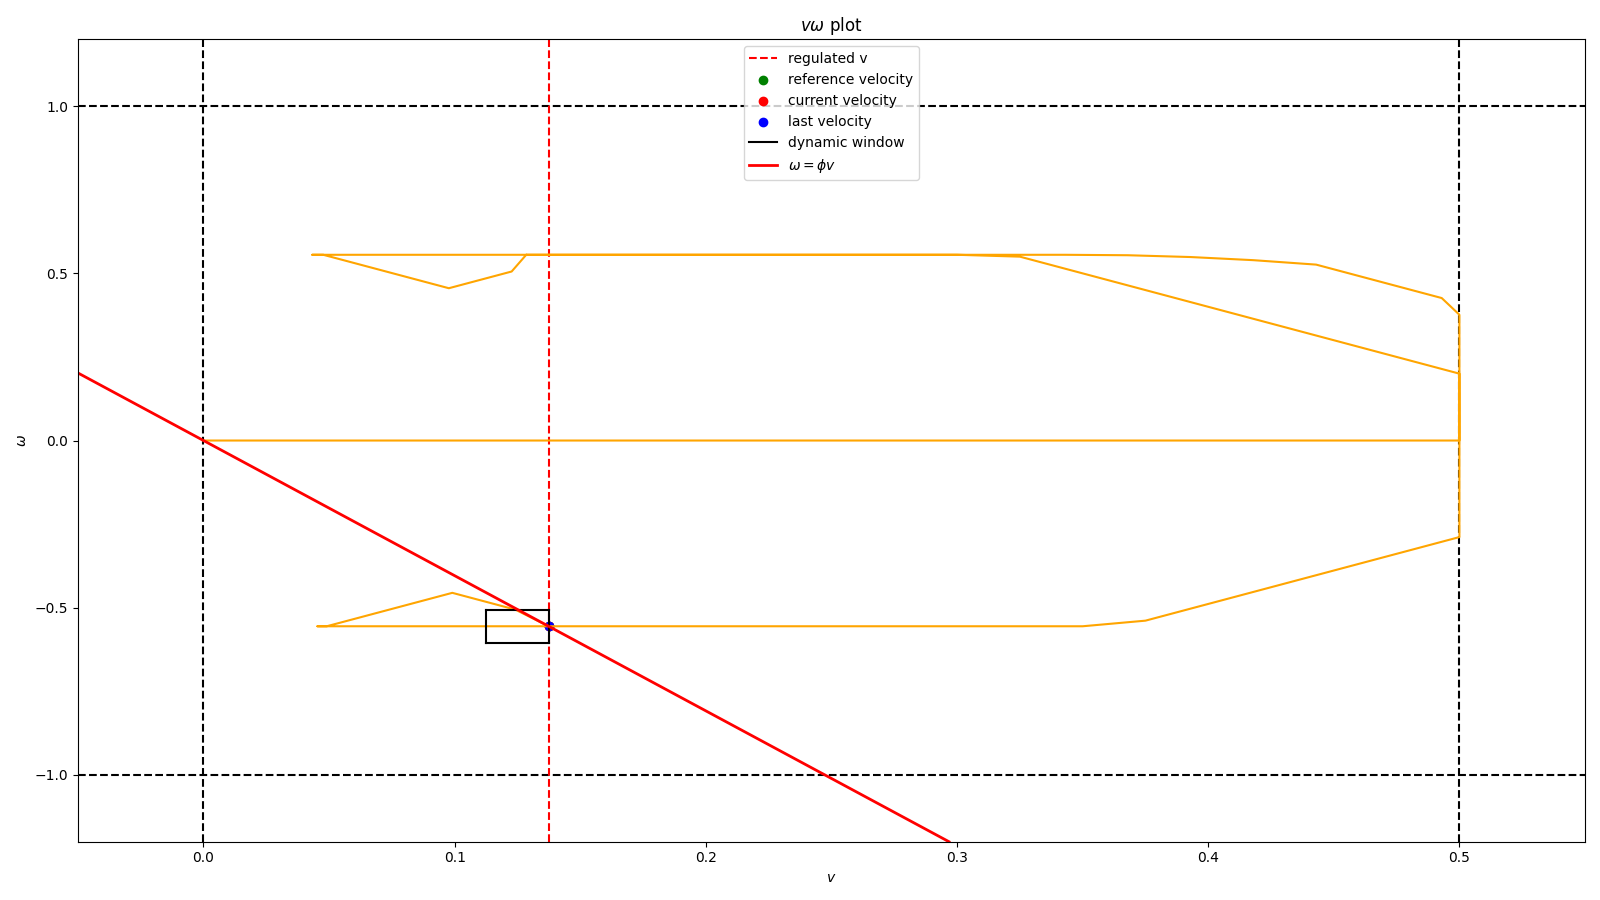 vω plot
regulated v
reference velocity
current velocity
last velocity
dynamic window
ω = ϕv
1.0
0.5
0.0
−0.5
−1.0
ω
0.0 0.1 0.2 0.3 0.4 0.5
v